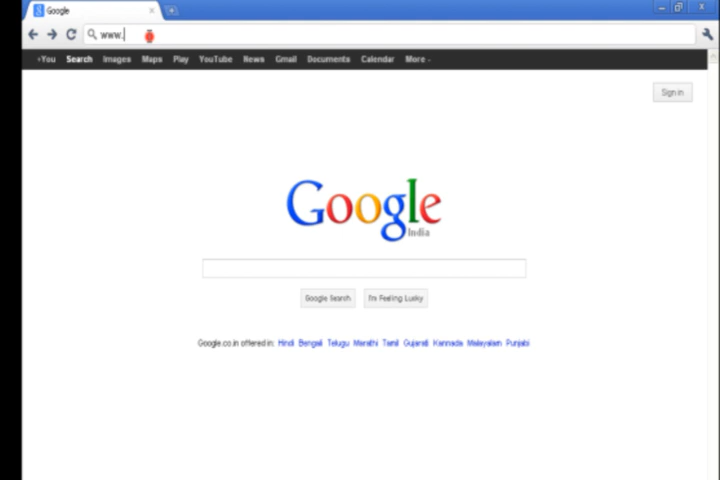 Google
www.
+You Search Images Maps Play YouTube News Gmail Documents Calendar More
Sign in
Google
India
Google Search I'm Feeling Lucky
Google.co.in offered in: Hindi Bengali Telugu Marathi Tamil Gujarati Kannada Malayalam Punjabi